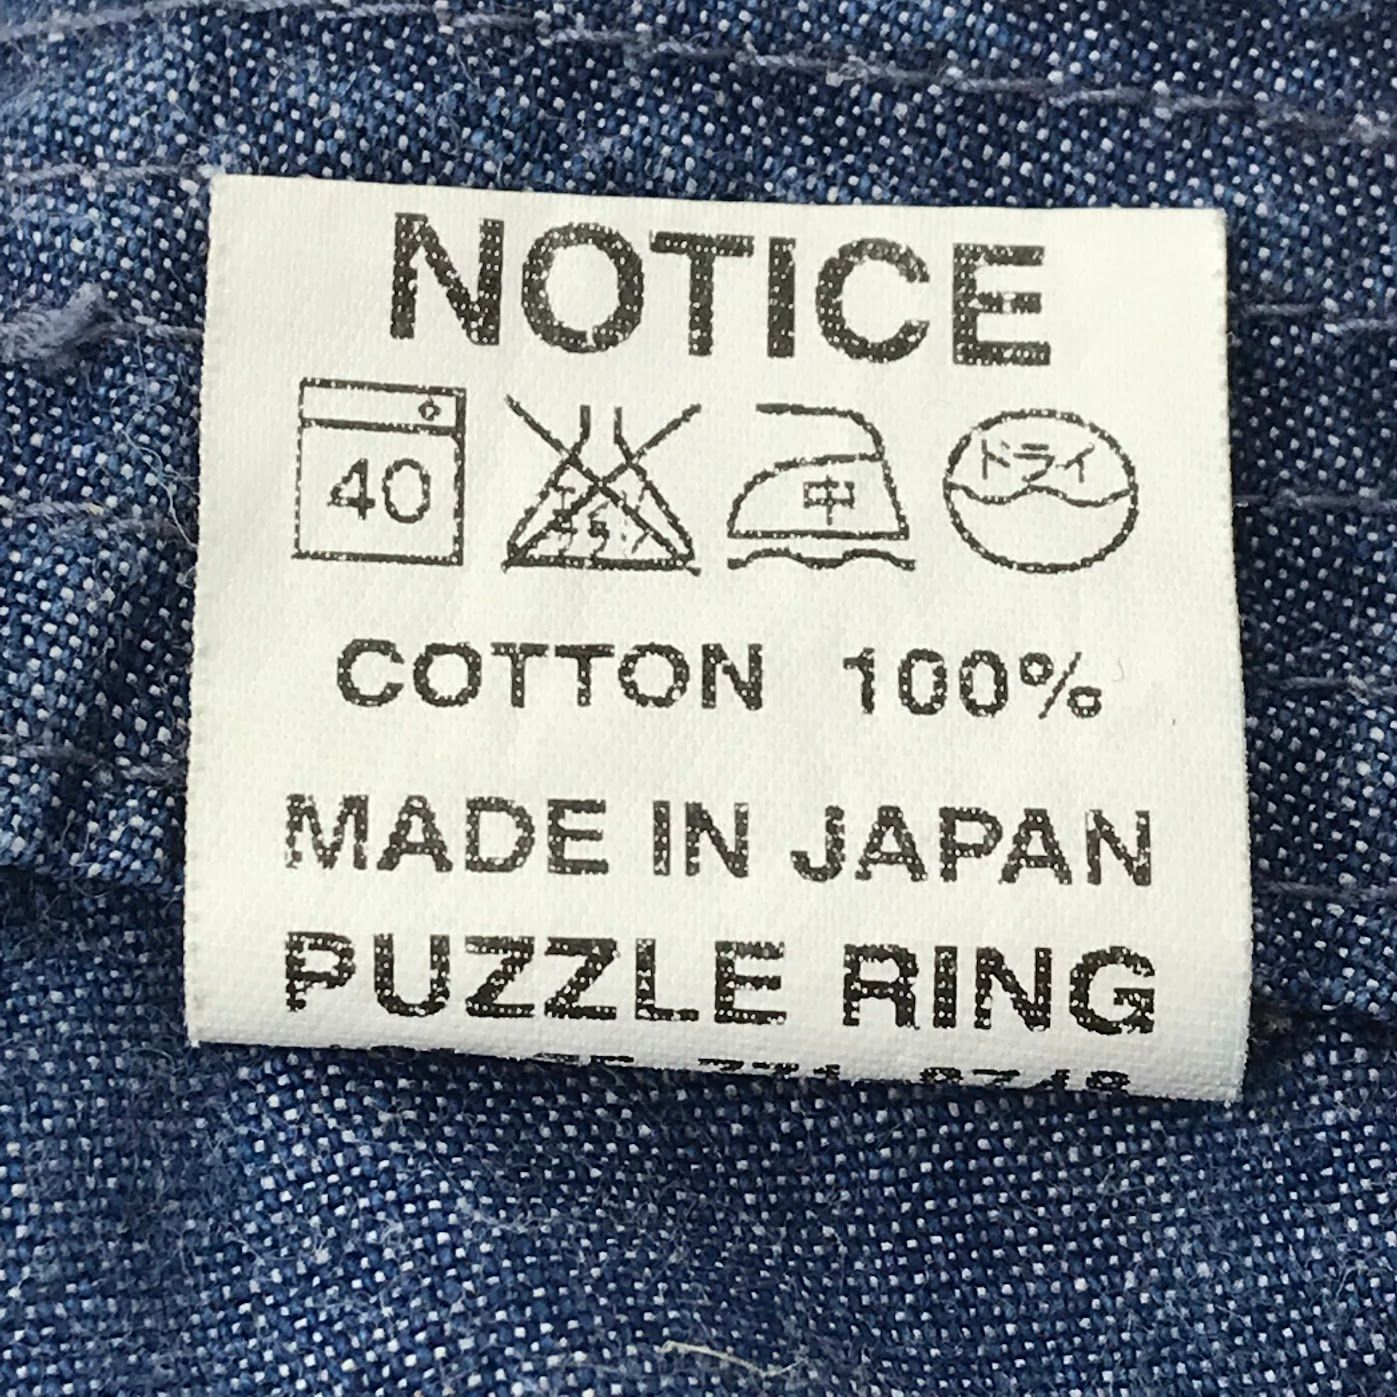 NOTICE
40 中 ドライ
COTTON 100%
MADE IN JAPAN
PUZZLE RING